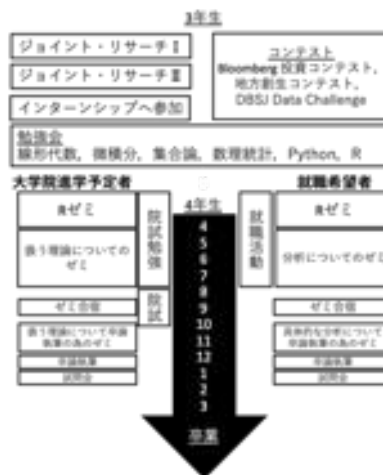 3年生
ジョイント・リサーチⅠ
ジョイント・リサーチⅡ
インターンシップへ参加
コンテスト
Bloomberg 投資コンテスト,
地方創生コンテスト,
DBSJ Data Challenge
勉強会
線形代数, 微積分, 集合論, 数理統計, Python, R
大学院進学予定者
4年生
就職希望者
ゼミ
扱う理論についての
ゼミ
院試勉強
院試
ゼミ合宿
扱う理論について卒論
執筆の為のゼミ
卒論執筆
試問会
4
5
6
7
8
9
10
11
12
1
2
3
卒業
就職活動
ゼミ
分析についてのゼミ
ゼミ合宿
具体的な分析について
卒論執筆の為のゼミ
卒論執筆
試問会